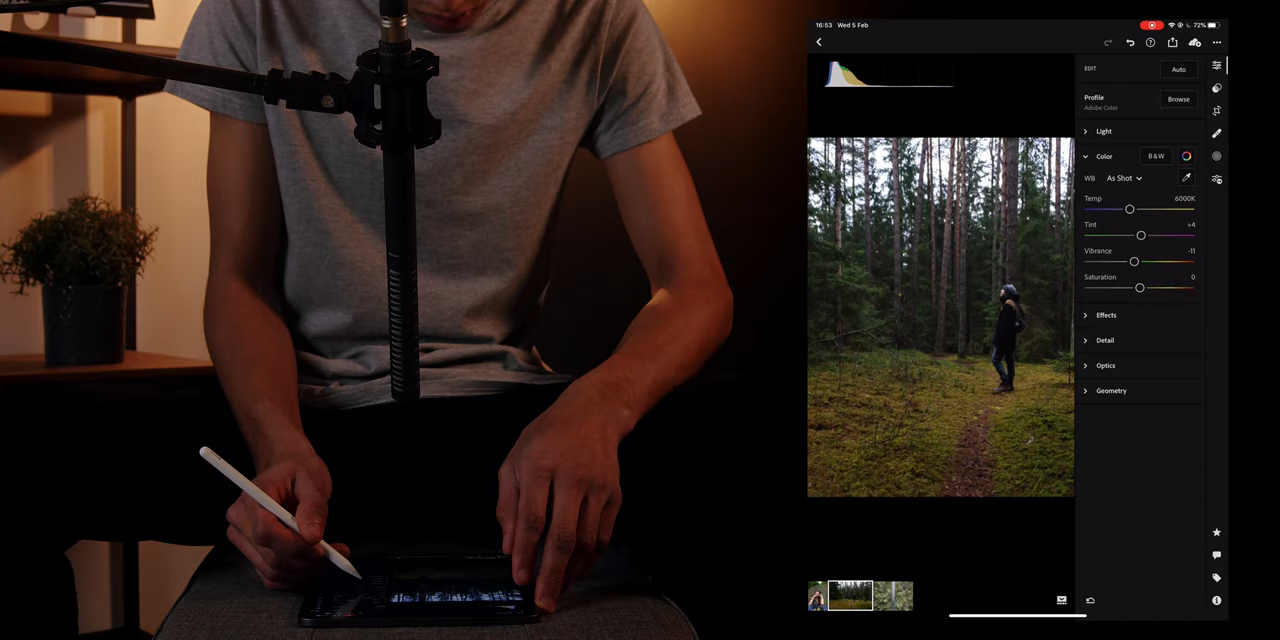 16:53 Wed 5 Feb
72%
EDIT
Auto
Profile
Adobe Color
Browse
Light
Color
B&W
WB As Shot
Temp 6000K
Tint +4
Vibrance -11
Saturation 0
Effects
Detail
Optics
Geometry